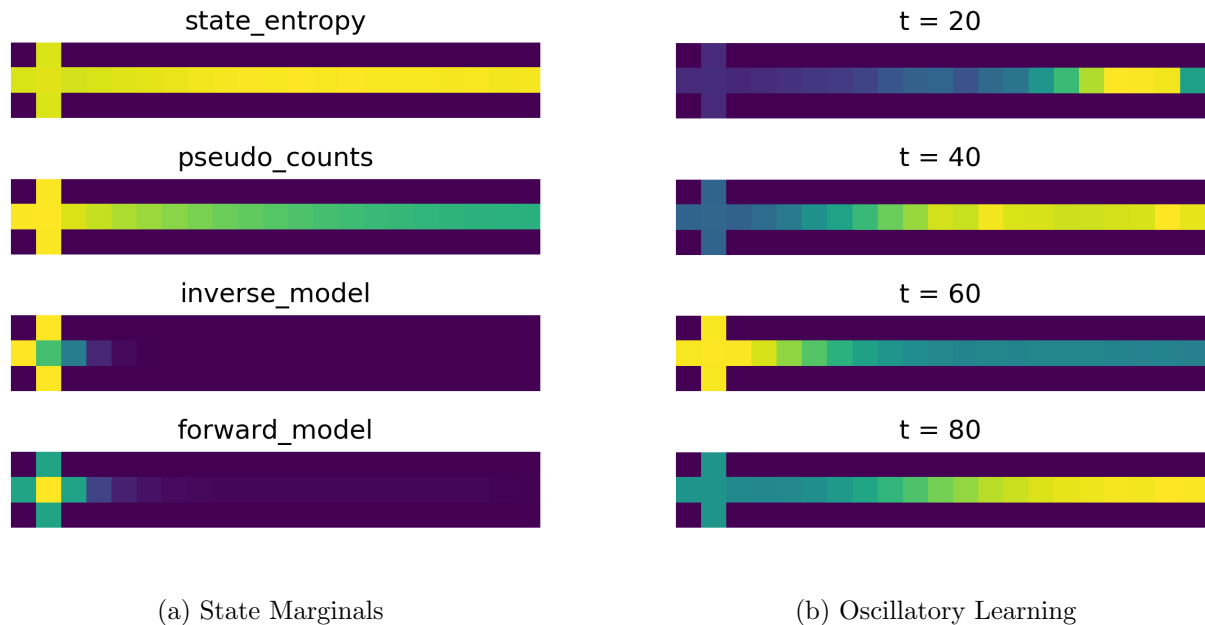 state_entropy
pseudo_counts
inverse_model
forward_model
(a) State Marginals
t = 20
t = 40
t = 60
t = 80
(b) Oscillatory Learning